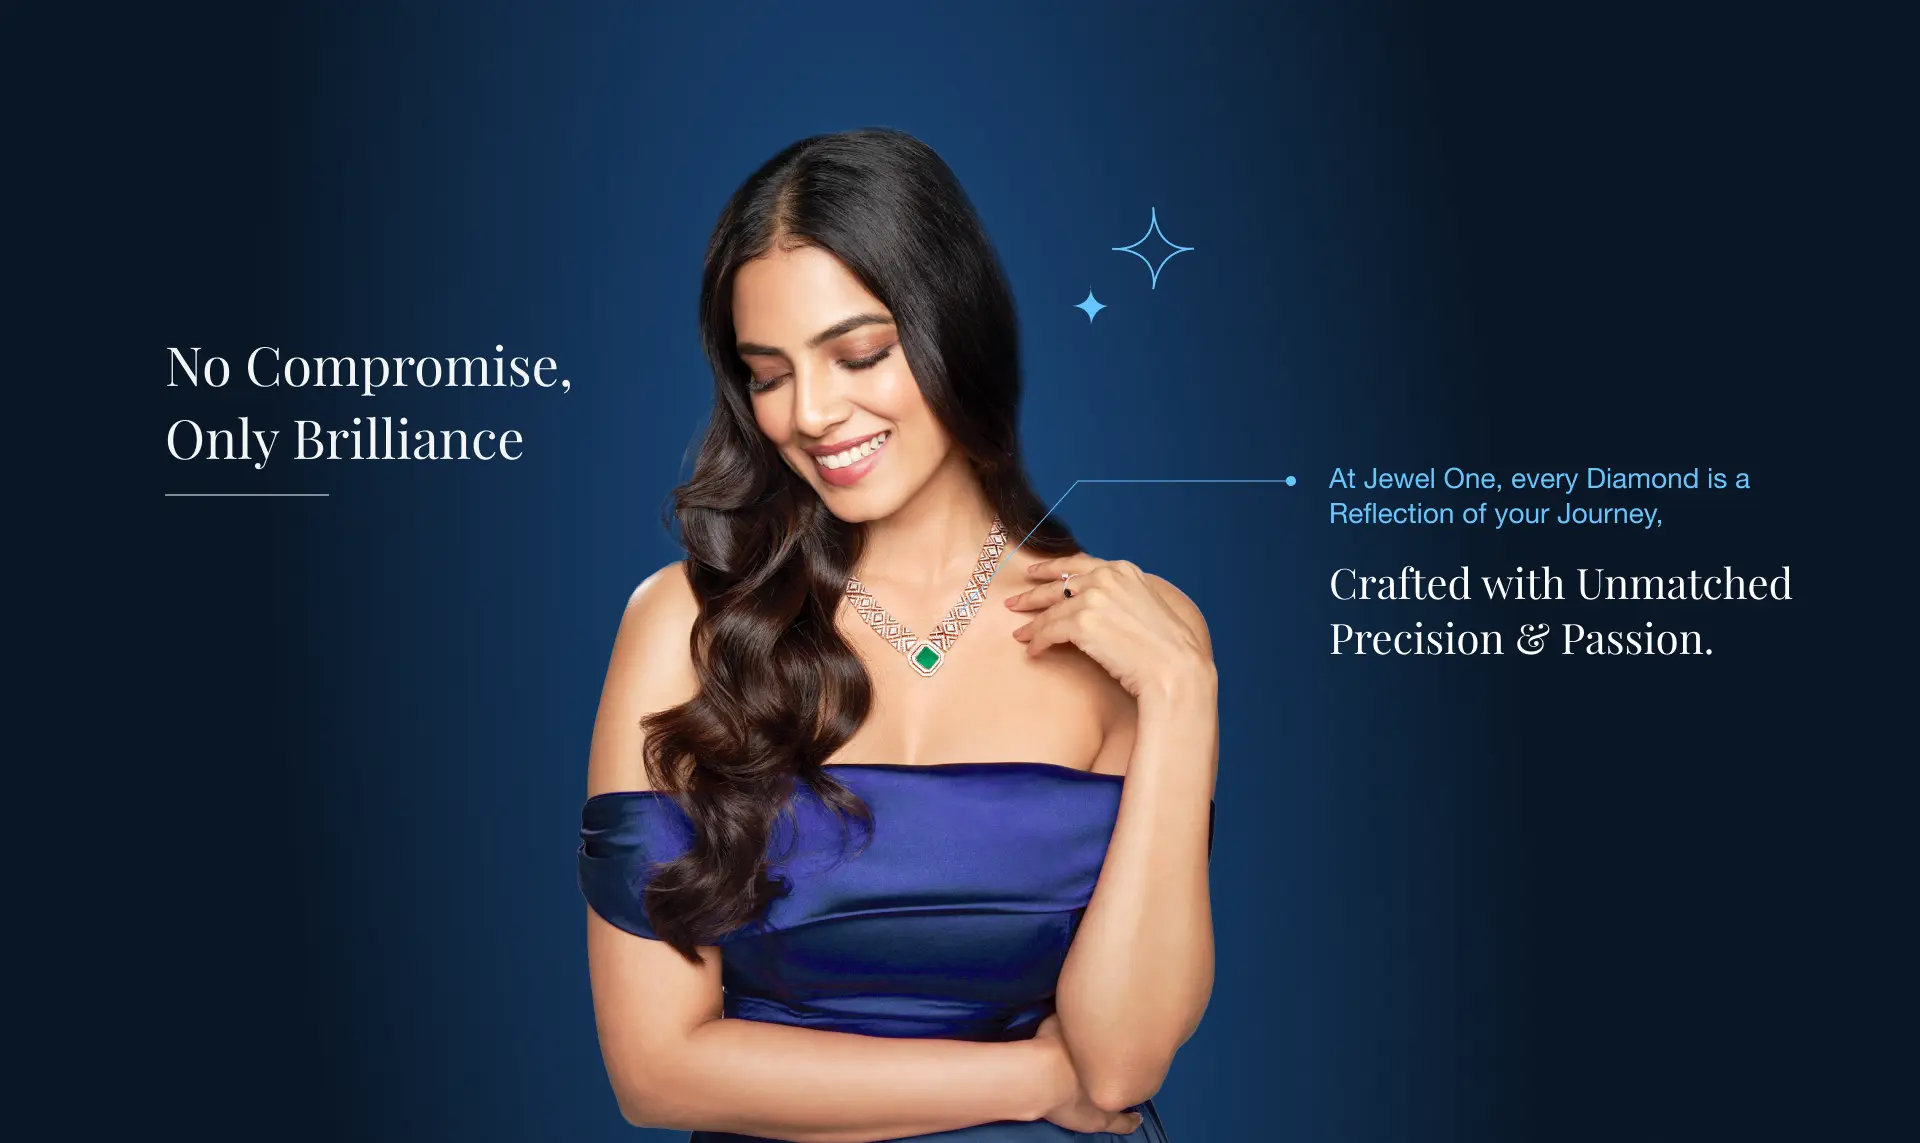 No Compromise,
Only Brilliance
At Jewel One, every Diamond is a
Reflection of your Journey,
Crafted with Unmatched
Precision & Passion.